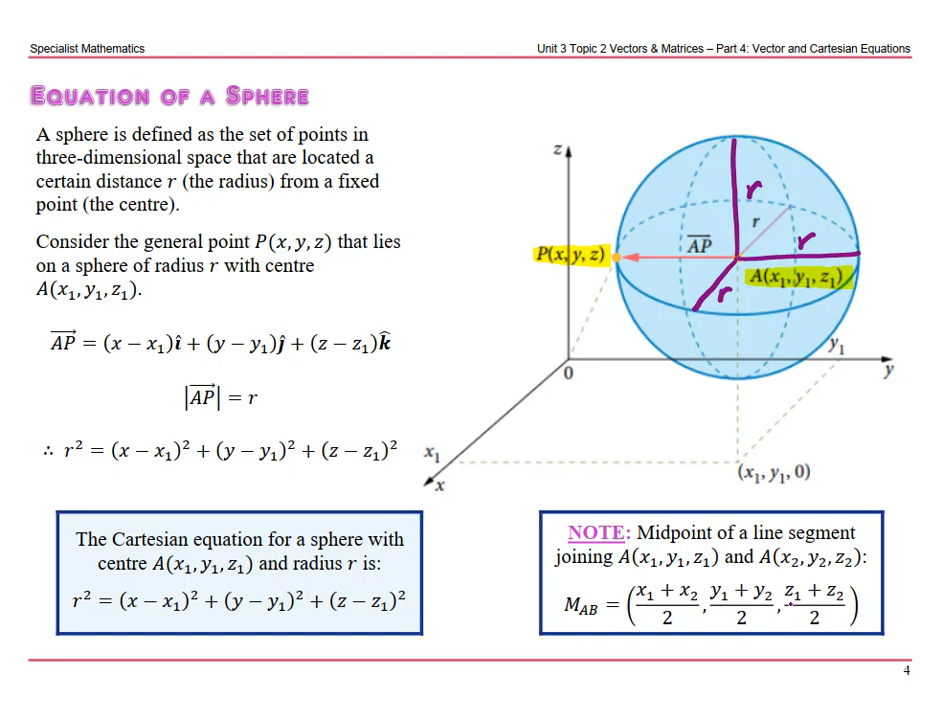 Specialist Mathematics
Unit 3 Topic 2 Vectors & Matrices – Part 4: Vector and Cartesian Equations
EQUATION OF A SPHERE
A sphere is defined as the set of points in
three-dimensional space that are located a
certain distance r (the radius) from a fixed
point (the centre).
Consider the general point P(x, y, z) that lies
on a sphere of radius r with centre
A(x₁, y₁, z₁).
AP⃗ = (x − x₁)î + (y − y₁)ĵ + (z − z₁)k̂
|AP⃗| = r
∴ r² = (x − x₁)² + (y − y₁)² + (z − z₁)²
z
r
r
r
r
P(x, y, z)
AP⃗
A(x₁, y₁, z₁)
y₁
0
y
x₁
x
(x₁, y₁, 0)
The Cartesian equation for a sphere with
centre A(x₁, y₁, z₁) and radius r is:
r² = (x − x₁)² + (y − y₁)² + (z − z₁)²
NOTE: Midpoint of a line segment
joining A(x₁, y₁, z₁) and A(x₂, y₂, z₂):
M_AB = ((x₁ + x₂)/2, (y₁ + y₂)/2, (z₁ + z₂)/2)
4